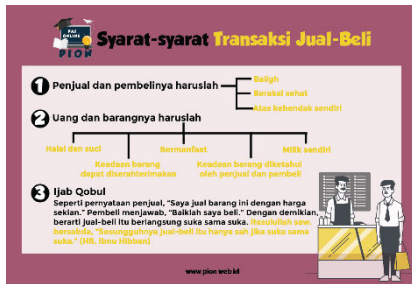 PAI
ONLINE
PION
Syarat-syarat Transaksi Jual-Beli
1 Penjual dan pembelinya haruslah
Baligh
Berakal sehat
Atas kehendak sendiri
2 Uang dan barangnya haruslah
Halal dan suci
Bermanfaat
Milik sendiri
Keadaan barang
dapat diserahterimakan
Keadaan barang diketahui
oleh penjual dan pembeli
3 Ijab Qobul
Seperti pernyataan penjual, "Saya jual barang ini dengan harga
sekian." Pembeli menjawab, "Baiklah saya beli." Dengan demikian,
berarti jual-beli itu berlangsung suka sama suka. Rasulullah saw.
bersabda, "Sesungguhnya jual-beli itu hanya sah jika suka sama
suka." (HR. Ibnu Hibban)
www.pion.web.id